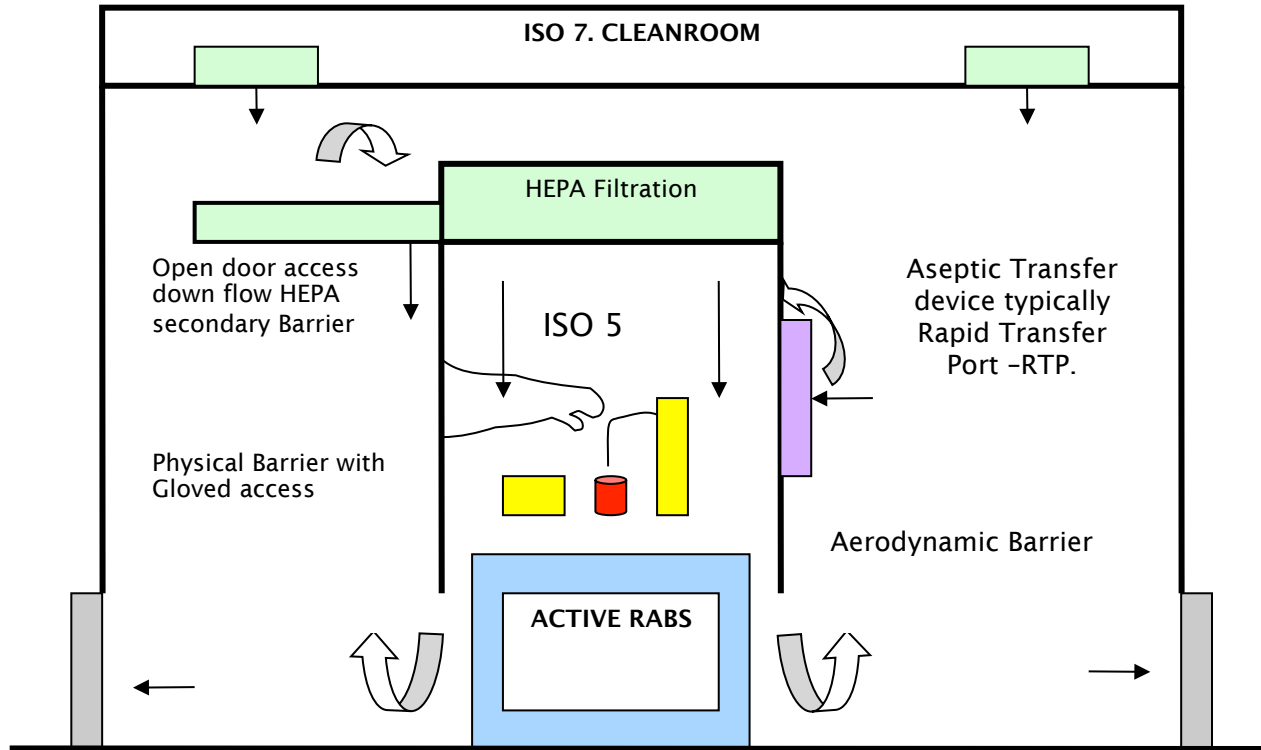 ISO 7. CLEANROOM
HEPA Filtration
Open door access
down flow HEPA
secondary Barrier
ISO 5
Aseptic Transfer
device typically
Rapid Transfer
Port –RTP.
Physical Barrier with
Gloved access
Aerodynamic Barrier
ACTIVE RABS